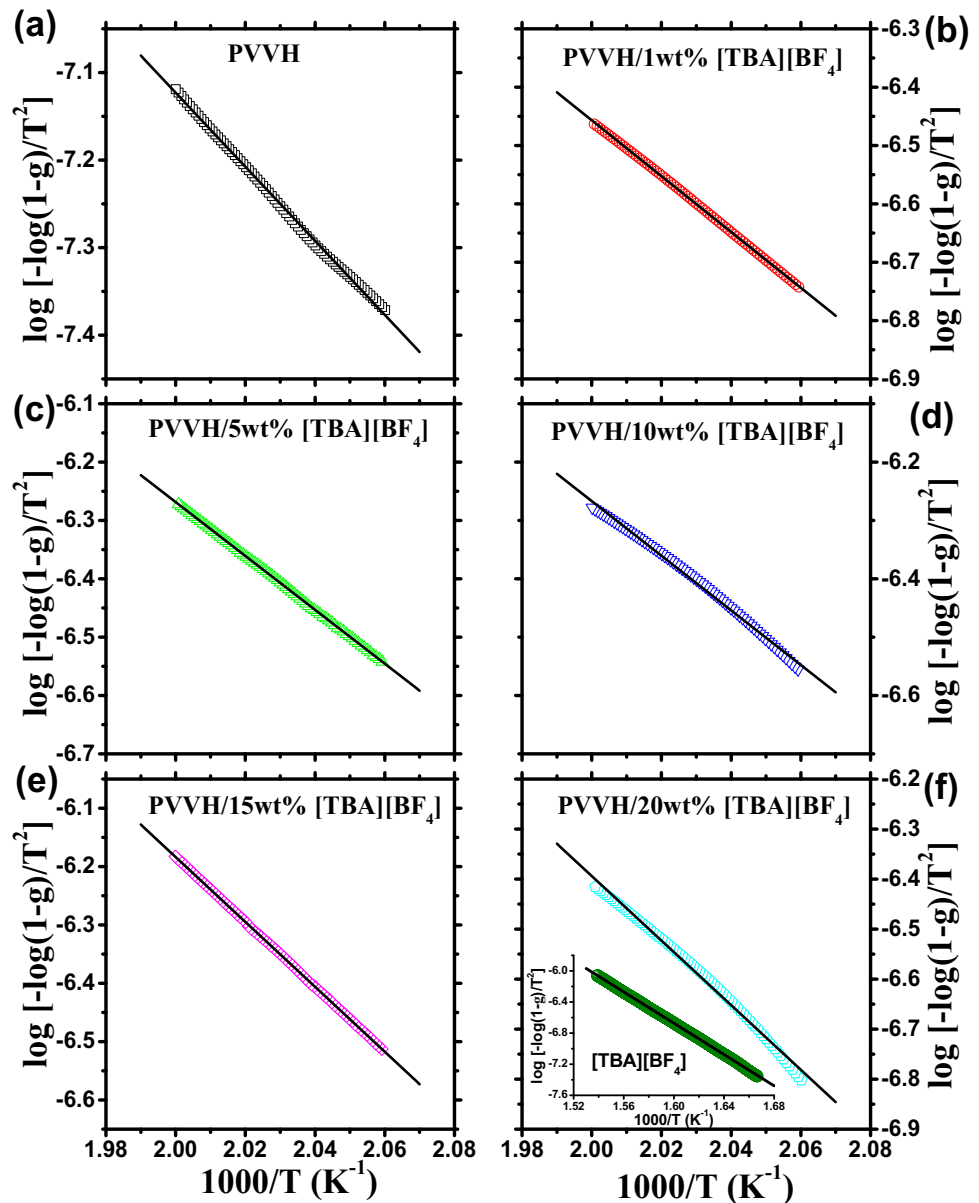 (a)
PVVH
log [-log(1-g)/T²]
-7.1
-7.2
-7.3
-7.4
(b)
PVVH/1wt% [TBA][BF₄]
log [-log(1-g)/T²]
-6.3
-6.4
-6.5
-6.6
-6.7
-6.8
-6.9
(c)
PVVH/5wt% [TBA][BF₄]
log [-log(1-g)/T²]
-6.1
-6.2
-6.3
-6.4
-6.5
-6.6
-6.7
(d)
PVVH/10wt% [TBA][BF₄]
log [-log(1-g)/T²]
-6.2
-6.4
-6.6
(e)
PVVH/15wt% [TBA][BF₄]
log [-log(1-g)/T²]
-6.1
-6.2
-6.3
-6.4
-6.5
-6.6
1.98 2.00 2.02 2.04 2.06 2.08
1000/T (K⁻¹)
(f)
PVVH/20wt% [TBA][BF₄]
log [-log(1-g)/T²]
-6.2
-6.3
-6.4
-6.5
-6.6
-6.7
-6.8
-6.9
log [-log(1-g)/T²]
-6.0
-6.4
-6.8
-7.2
-7.6
[TBA][BF₄]
1.52 1.56 1.60 1.64 1.68
1000/T (K⁻¹)
1.98 2.00 2.02 2.04 2.06 2.08
1000/T (K⁻¹)